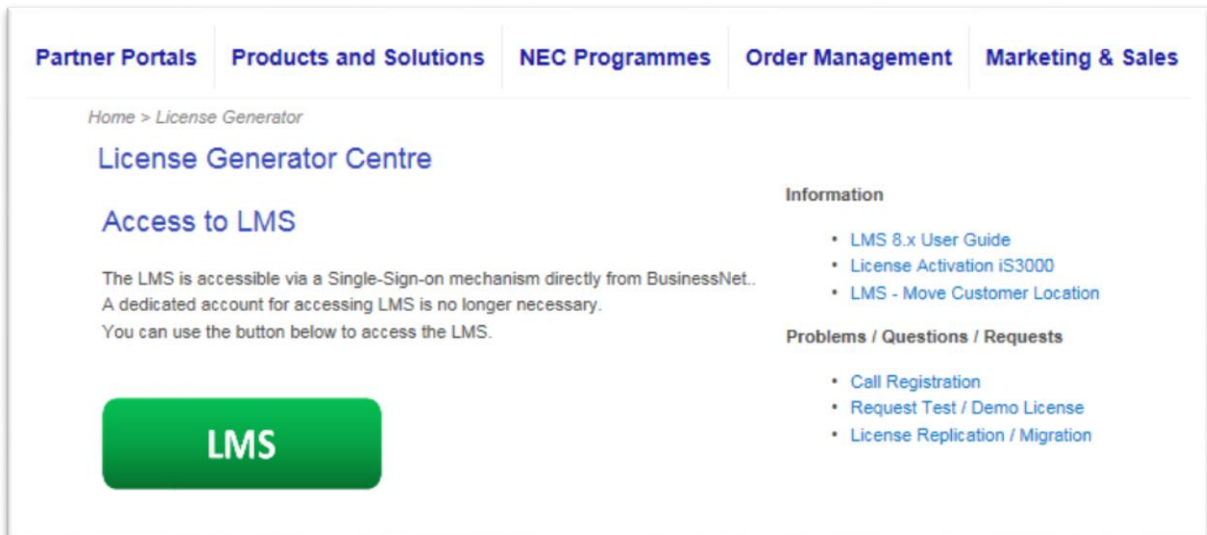 Partner Portals Products and Solutions NEC Programmes Order Management Marketing & Sales
Home > License Generator
License Generator Centre
Access to LMS
The LMS is accessible via a Single-Sign-on mechanism directly from BusinessNet..
A dedicated account for accessing LMS is no longer necessary.
You can use the button below to access the LMS.
LMS
Information
• LMS 8.x User Guide
• License Activation iS3000
• LMS - Move Customer Location
Problems / Questions / Requests
• Call Registration
• Request Test / Demo License
• License Replication / Migration